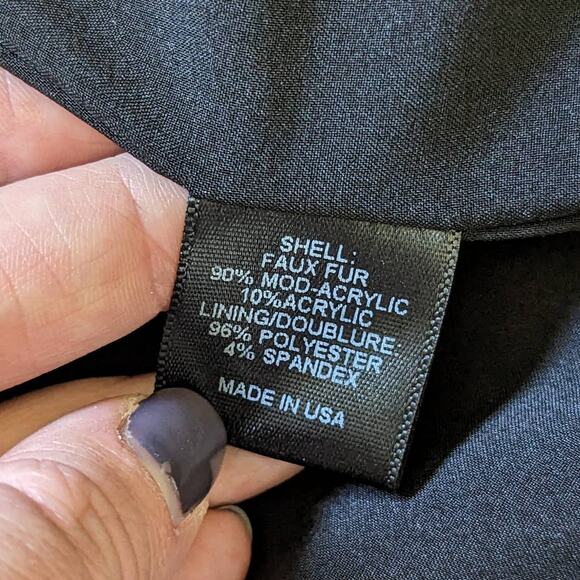 SHELL:
FAUX FUR
90% MOD-ACRYLIC
10%ACRYLIC
LINING/DOUBLURE
96% POLYESTER
4% SPANDEX
MADE IN USA